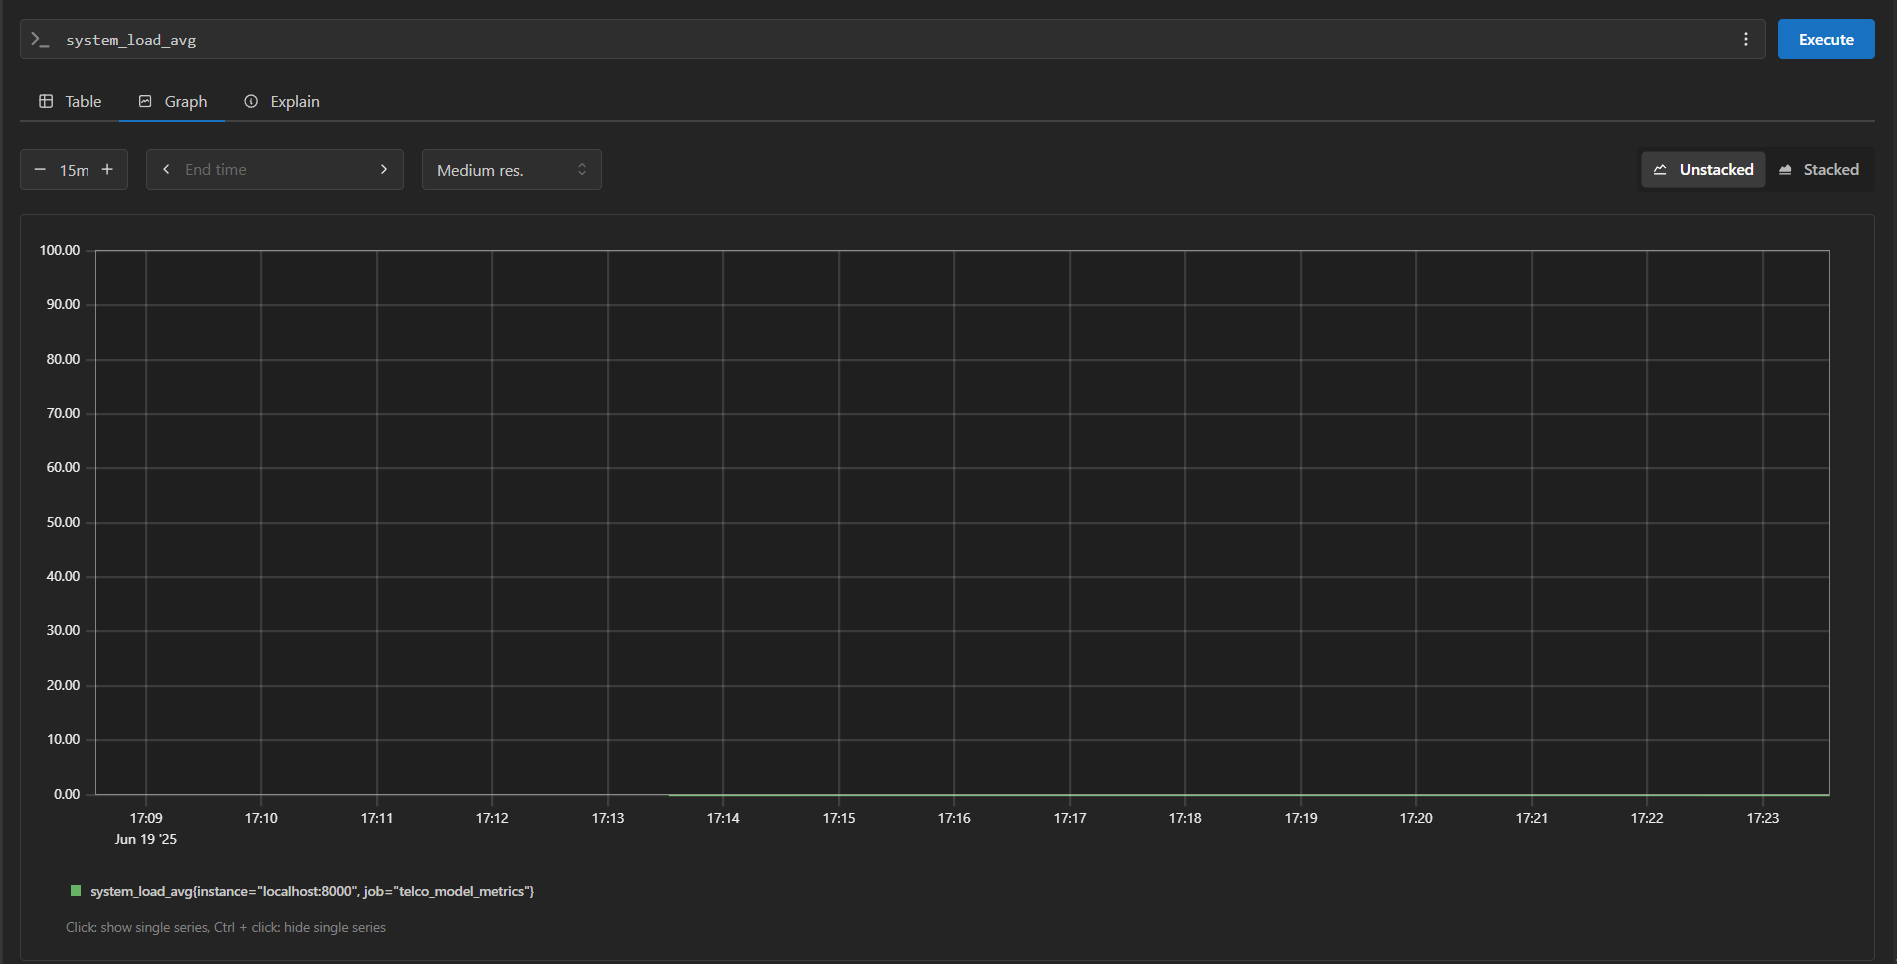 system_load_avg
Execute
Table Graph Explain
15m End time Medium res. Unstacked Stacked
100.00
90.00
80.00
70.00
60.00
50.00
40.00
30.00
20.00
10.00
0.00
17:09 17:10 17:11 17:12 17:13 17:14 17:15 17:16 17:17 17:18 17:19 17:20 17:21 17:22 17:23
Jun 19 '25
system_load_avg{instance="localhost:8000", job="telco_model_metrics"}
Click: show single series, Ctrl + click: hide single series